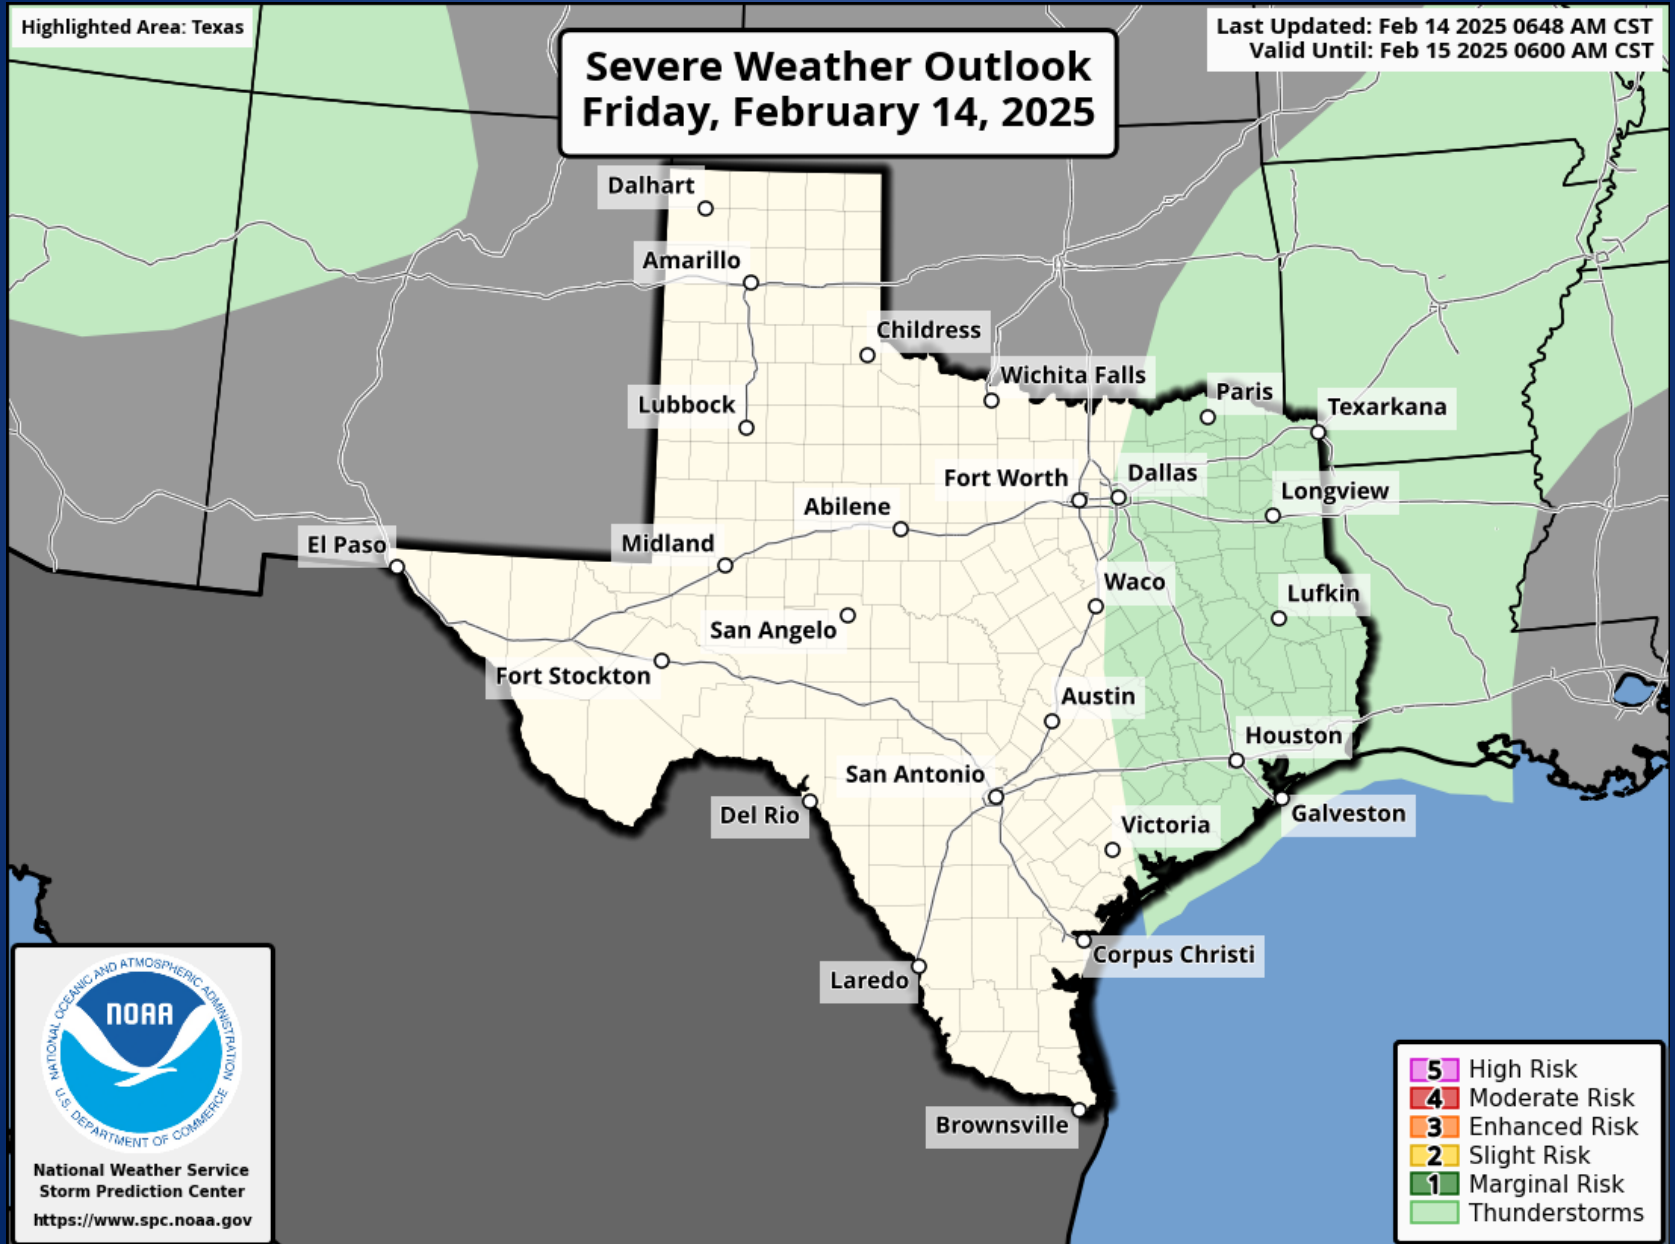 Highlighted Area: Texas
Severe Weather Outlook
Friday, February 14, 2025
Last Updated: Feb 14 2025 0648 AM CST
Valid Until: Feb 15 2025 0600 AM CST
Dalhart
Amarillo
Childress
Wichita Falls
Paris
Texarkana
Lubbock
Fort Worth
Dallas
Longview
Abilene
El Paso
Midland
Waco
Lufkin
San Angelo
Fort Stockton
Austin
Houston
San Antonio
Del Rio
Galveston
Victoria
Corpus Christi
Laredo
Brownsville
NATIONAL OCEANIC AND ATMOSPHERIC ADMINISTRATION
NOAA
U.S. DEPARTMENT OF COMMERCE
National Weather Service
Storm Prediction Center
https://www.spc.noaa.gov
5 High Risk
4 Moderate Risk
3 Enhanced Risk
2 Slight Risk
1 Marginal Risk
Thunderstorms